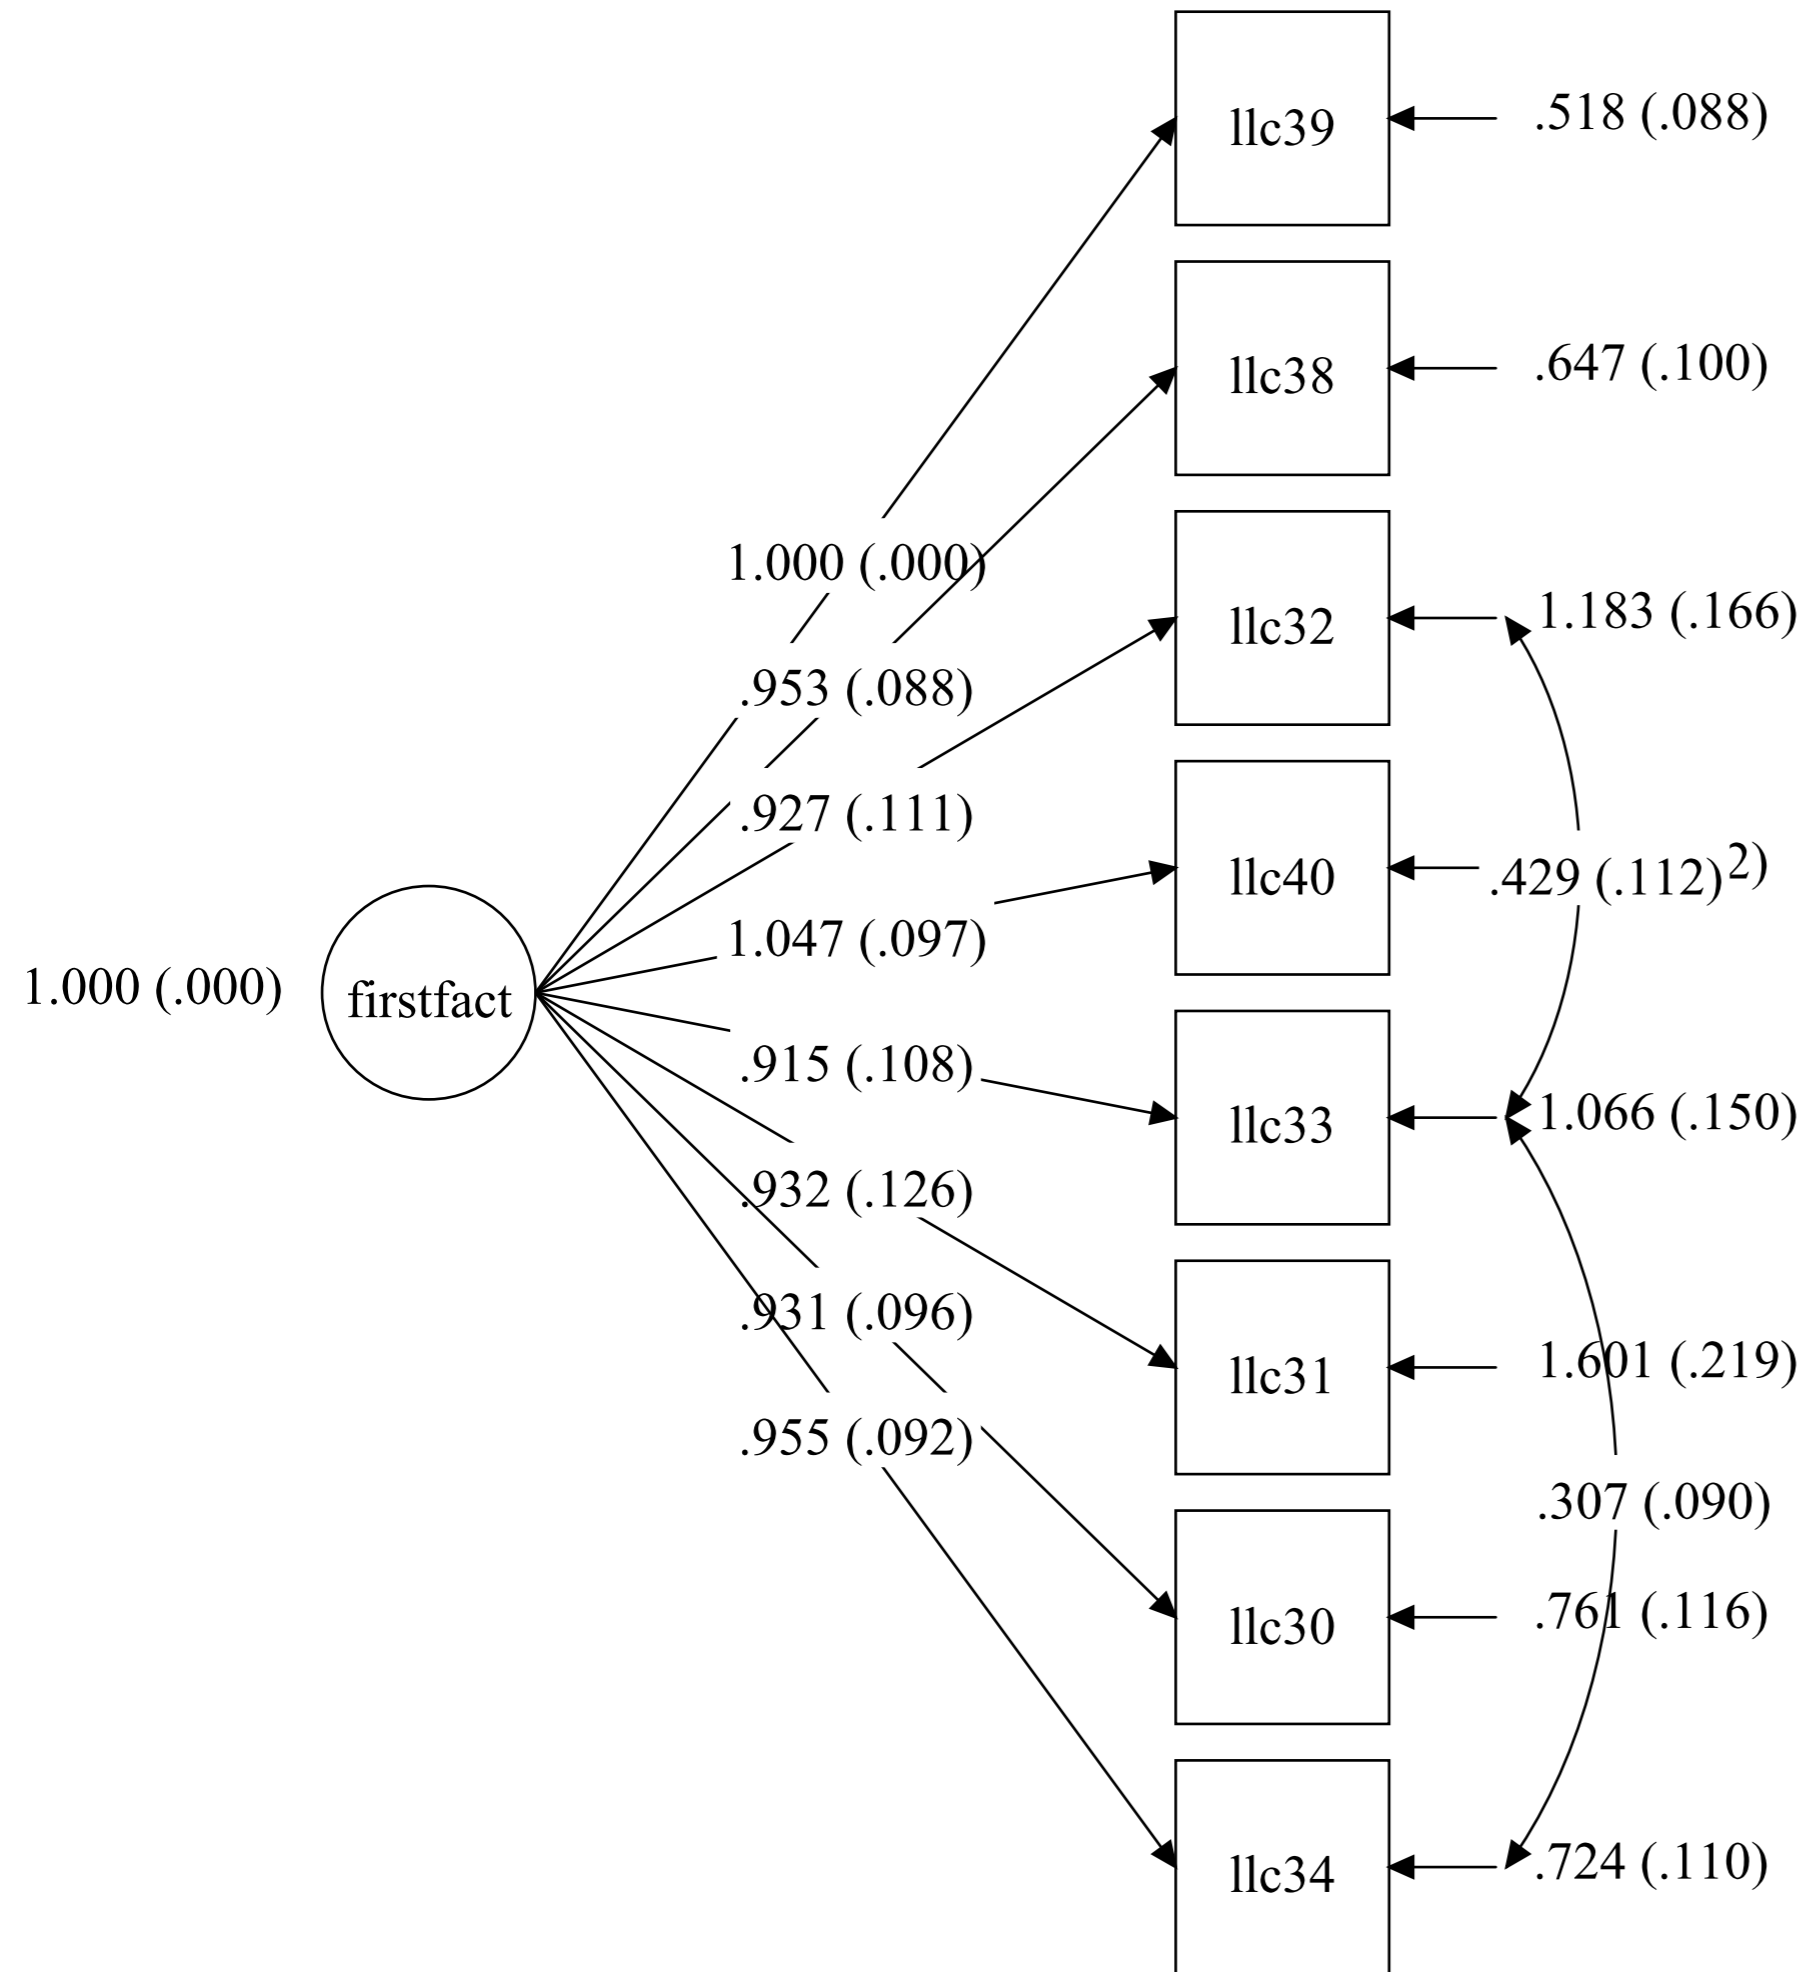 llc39
.518 (.088)
llc38
.647 (.100)
1.000 (.000)
llc32
1.183 (.166)
.953 (.088)
.927 (.111)
llc40
.429 (.112)
2)
1.047 (.097)
1.000 (.000)
firstfact
.915 (.108)
llc33
1.066 (.150)
.932 (.126)
.931 (.096)
llc31
1.601 (.219)
.955 (.092)
.307 (.090)
llc30
.761 (.116)
llc34
.724 (.110)